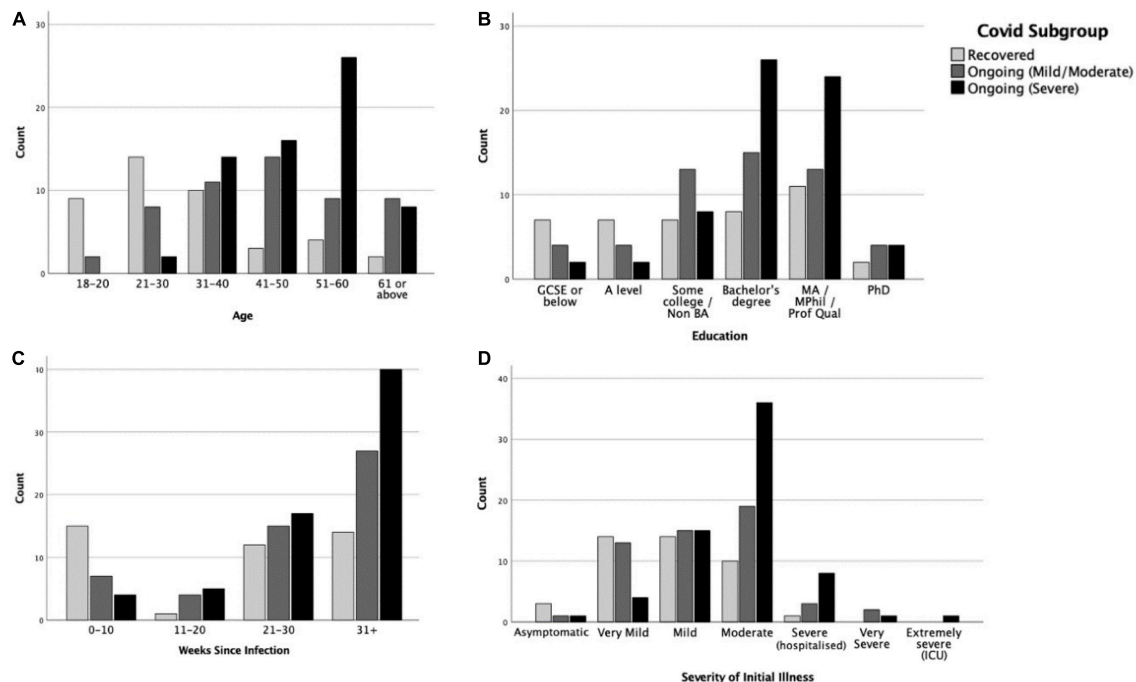 A
30
20
10
0
Count
18-20
21-30
31-40
41-50
51-60
61 or
above
Age
B
30
20
10
0
Count
GCSE or
below
A level
Some
college /
Non BA
Bachelor's
degree
MA /
MPhil /
Prof Qual
PhD
Education
Covid Subgroup
Recovered
Ongoing (Mild/Moderate)
Ongoing (Severe)
C
40
30
20
10
0
Count
0-10
11-20
21-30
31+
Weeks Since Infection
D
40
30
20
10
0
Count
Asymptomatic
Very Mild
Mild
Moderate
Severe
(hospitalised)
Very
Severe
Extremely
severe
(ICU)
Severity of Initial Illness